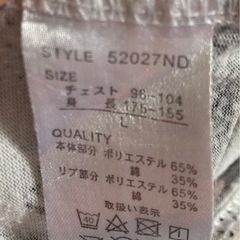 STYLE 52027ND
SIZE
チェスト 96-104
身長 175-155
L
QUALITY
本体部分 ポリエステル 65%
綿 35%
リブ部分 ポリエステル 65%
綿 35%
取扱い表示
40